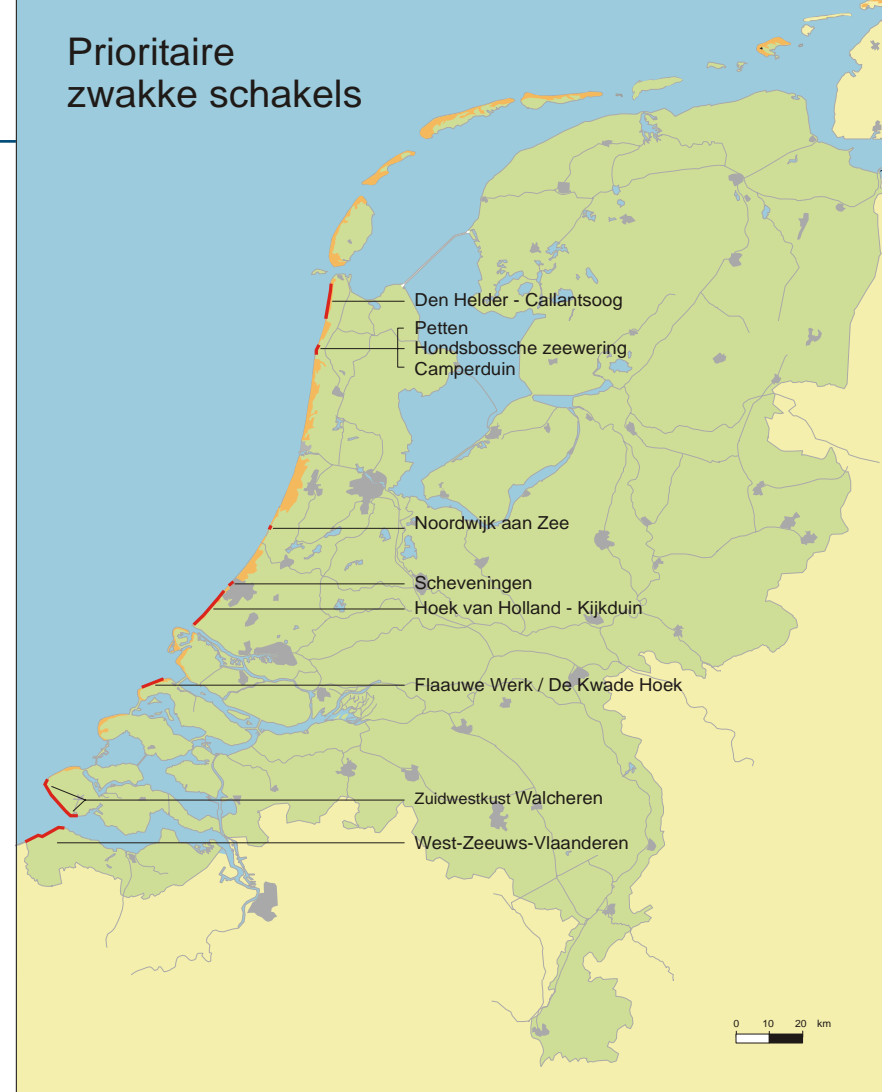 Prioritaire
zwakke schakels
Den Helder - Callantsoog
Petten
Hondsbossche zeewering
Camperduin
Noordwijk aan Zee
Scheveningen
Hoek van Holland - Kijkduin
Flaauwe Werk / De Kwade Hoek
Zuidwestkust Walcheren
West-Zeeuws-Vlaanderen
0 10 20 km